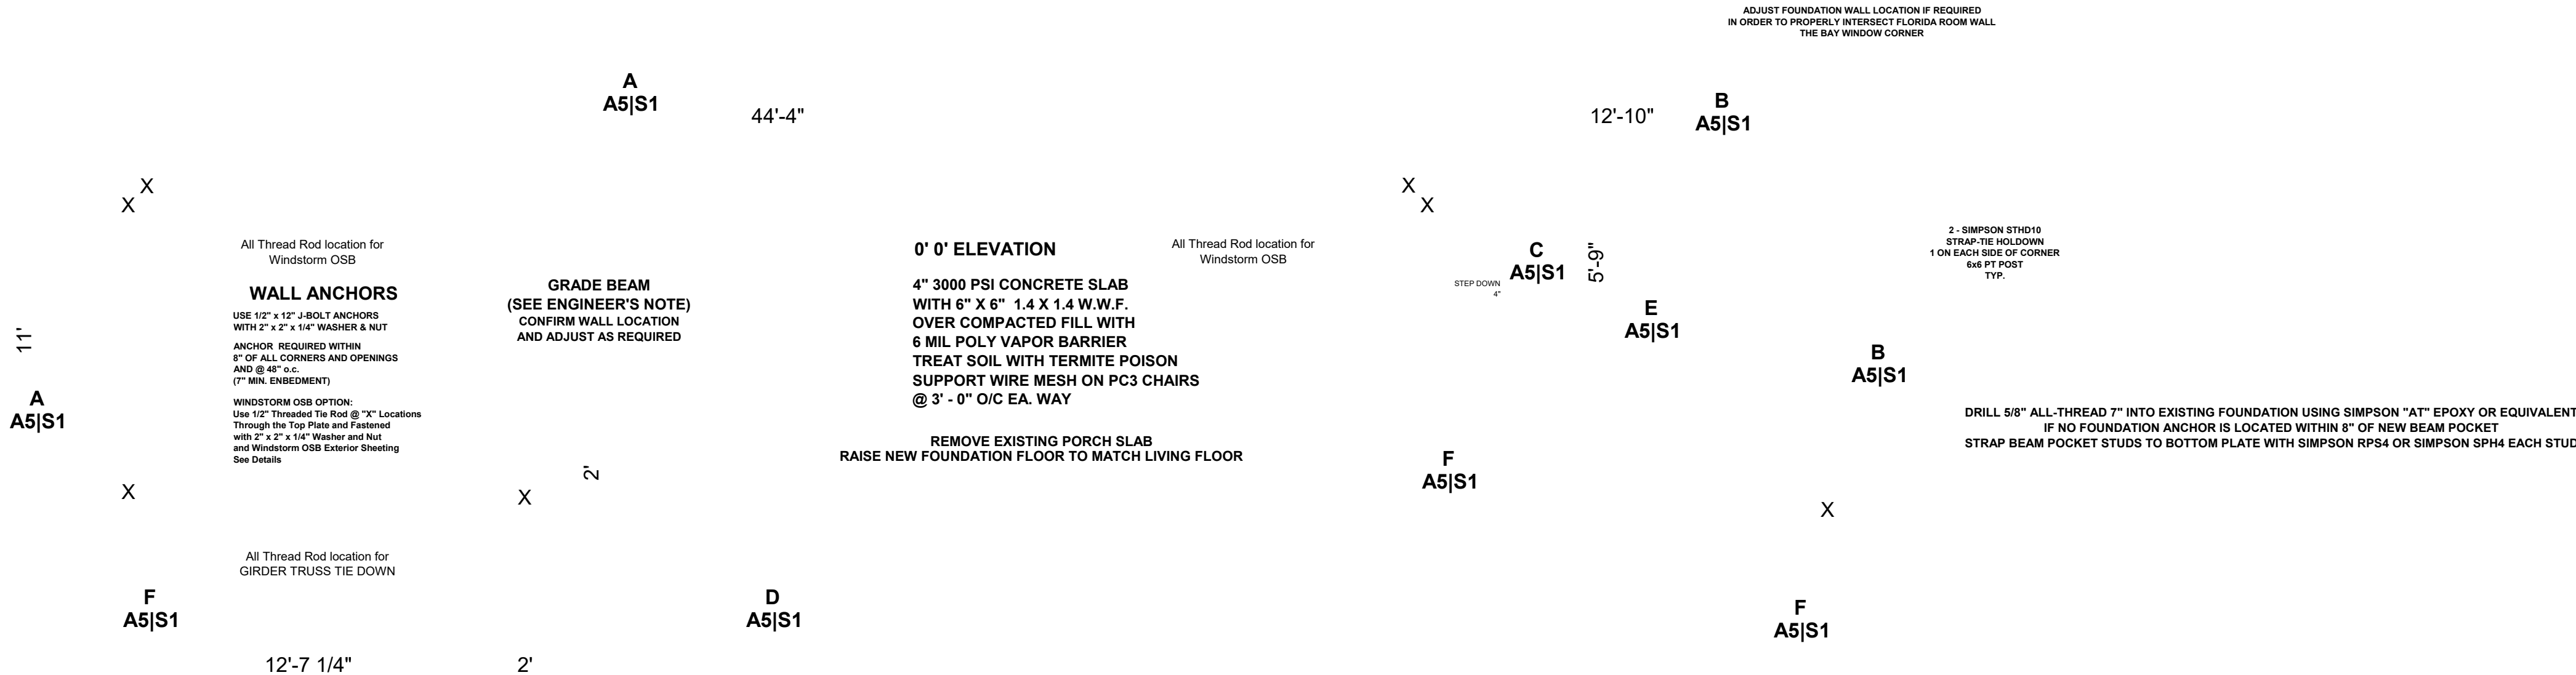 ADJUST FOUNDATION WALL LOCATION IF REQUIRED
IN ORDER TO PROPERLY INTERSECT FLORIDA ROOM WALL
THE BAY WINDOW CORNER
A
A5|S1
44'-4"
12'-10"
B
A5|S1
X
X
X
X
All Thread Rod location for
Windstorm OSB
WALL ANCHORS
USE 1/2" x 12" J-BOLT ANCHORS
WITH 2" x 2" x 1/4" WASHER & NUT
ANCHOR REQUIRED WITHIN
8" OF ALL CORNERS AND OPENINGS
AND @ 48" o.c.
(7" MIN. ENBEDMENT)
WINDSTORM OSB OPTION:
Use 1/2" Threaded Tie Rod @ "X" Locations
Through the Top Plate and Fastened
with 2" x 2" x 1/4" Washer and Nut
and Windstorm OSB Exterior Sheeting
See Details
11'
A
A5|S1
GRADE BEAM
(SEE ENGINEER'S NOTE)
CONFIRM WALL LOCATION
AND ADJUST AS REQUIRED
0' 0' ELEVATION
4" 3000 PSI CONCRETE SLAB
WITH 6" X 6" 1.4 X 1.4 W.W.F.
OVER COMPACTED FILL WITH
6 MIL POLY VAPOR BARRIER
TREAT SOIL WITH TERMITE POISON
SUPPORT WIRE MESH ON PC3 CHAIRS
@ 3' - 0" O/C EA. WAY
REMOVE EXISTING PORCH SLAB
RAISE NEW FOUNDATION FLOOR TO MATCH LIVING FLOOR
All Thread Rod location for
Windstorm OSB
STEP DOWN
4"
C
A5|S1
5'-9"
E
A5|S1
2 - SIMPSON STHD10
STRAP-TIE HOLDOWN
1 ON EACH SIDE OF CORNER
6x6 PT POST
TYP.
B
A5|S1
DRILL 5/8" ALL-THREAD 7" INTO EXISTING FOUNDATION USING SIMPSON "AT" EPOXY OR EQUIVALENT
IF NO FOUNDATION ANCHOR IS LOCATED WITHIN 8" OF NEW BEAM POCKET
STRAP BEAM POCKET STUDS TO BOTTOM PLATE WITH SIMPSON RPS4 OR SIMPSON SPH4 EACH STUD
F
A5|S1
2'
X
X
X
All Thread Rod location for
GIRDER TRUSS TIE DOWN
F
A5|S1
D
A5|S1
F
A5|S1
12'-7 1/4"
2'